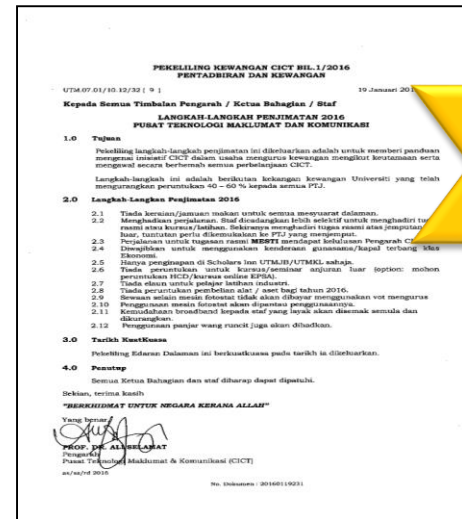 PEKELILING KEWANGAN CICT BIL.1/2016
PENTADBIRAN DAN KEWANGAN
UTM.07.01/10.12/32 [ 9 ]
19 Januari 201
Kepada Semua Timbalan Pengarah / Ketua Bahagian / Staf
LANGKAH-LANGKAH PENJIMATAN 2016
PUSAT TEKNOLOGI MAKLUMAT DAN KOMUNIKASI
1.0 Tujuan
Pekeliling langkah-langkah penjimatan ini dikeluarkan adalah untuk memberi panduan
mengenai inisiatif CICT dalam usaha mengurus kewangan mengikut keutamaan serta
mengawal secara berhemah semua perbelanjaan CICT.
Langkah-langkah ini adalah berikutan kekangan kewangan Universiti yang telah
mengurangkan peruntukan 40 – 60 % kepada semua PTJ.
2.0 Langkah-Langkan Penjimatan 2016
2.1 Tiada keraian/jamuan makan untuk semua mesyuarat dalaman.
2.2 Menghadkan perjalanan. Staf dicadangkan lebih selektif untuk menghadiri
rasmi atau kursus/latihan. Sekiranya menghadiri tugas rasmi atas jemputan
luar, tuntutan perlu dikemukakan ke PTJ yang menjemput.
2.3 Perjalanan untuk tugasan rasmi MESTI mendapat kelulusan Pengarah
2.4 Diwajibkan untuk menggunakan kenderaan gunasama/kapal terbang klas
Ekonomi.
2.5 Hanya penginapan di Scholars Inn UTMJB/UTMKL sahaja.
2.6 Tiada peruntukan untuk kursus/seminar anjuran luar (option: mohon
peruntukan HCD/kursus online EPSA).
2.7 Tiada elaun untuk pelajar latihan industri.
2.8 Tiada peruntukan pembelian alat / aset bagi tahun 2016.
2.9 Sewaan selain mesin fotostat tidak akan dibayar menggunakan vot mengurus
2.10 Penggunaan mesin fotostat akan dipantau penggunaannya.
2.11 Kemudahan broadband kepada staf yang layak akan disemak semula dan
dikurangkan.
2.12 Penggunaan panjar wang runcit juga akan dihadkan.
3.0 Tarikh KuatKuasa
Pekeliling Edaran Dalaman ini berkuatkuasa pada tarikh ia dikeluarkan.
4.0 Penutup
Semua Ketua Bahagian dan staf diharap dapat dipatuhi.
Sekian, terima kasih
"BERKHIDMAT UNTUK NEGARA KERANA ALLAH"
Yang benar
PROF. DR. ALI SELAMAT
Pengarah
Pusat Teknologi Maklumat & Komunikasi (CICT)
as/sa/rd 2016
No. Dokumen : 20160119231